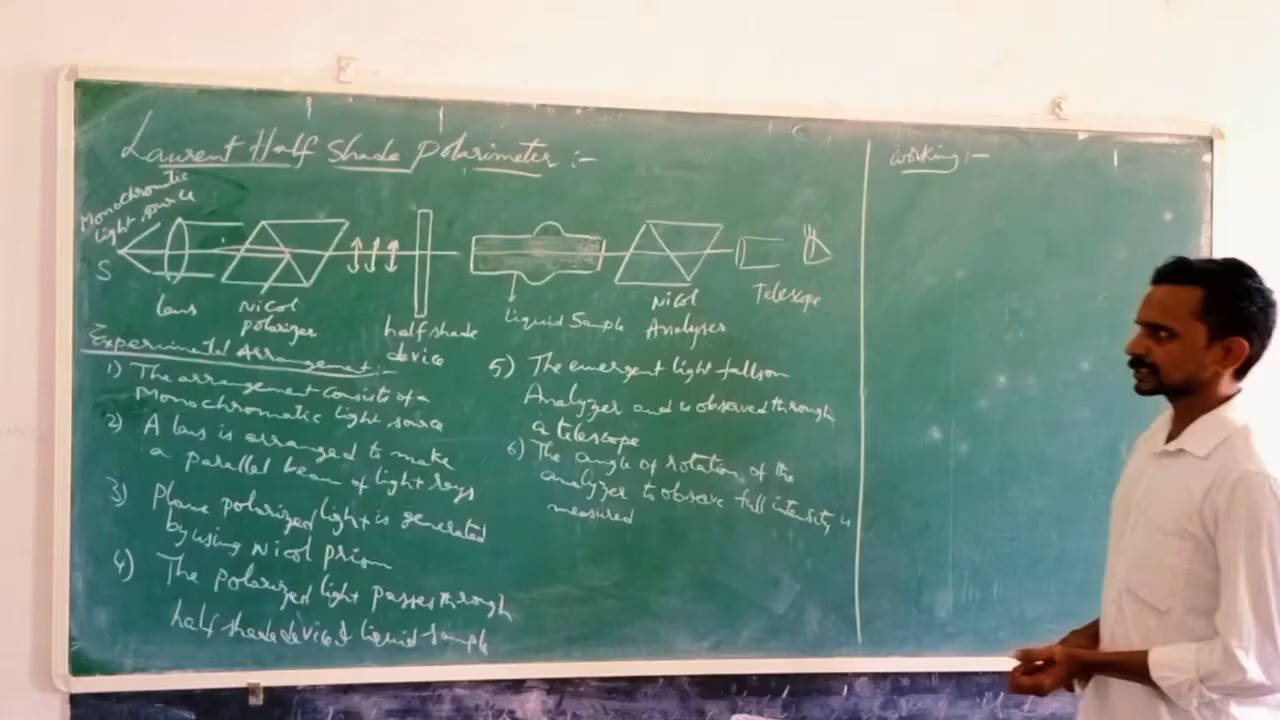 Laurent Half Shade Polarimeter :-
Monochromatic
light source
S
lens
Nicol
polarizer
half shade
device
liquid Sample
Nicol
Analyser
Telescope
Experimental Arrangement :-
1) The arrangement consists of a
Monochromatic light source
2) A lens is arranged to make
a parallel beam of light rays
3) Plane polarized light is generated
by using Nicol prism
4) The polarized light passes through
half shade device & liquid sample
5) The emergent light falls on
Analyzer and is observed through
a telescope
6) The angle of rotation of the
analyzer to observe full intensity is
measured
working :-